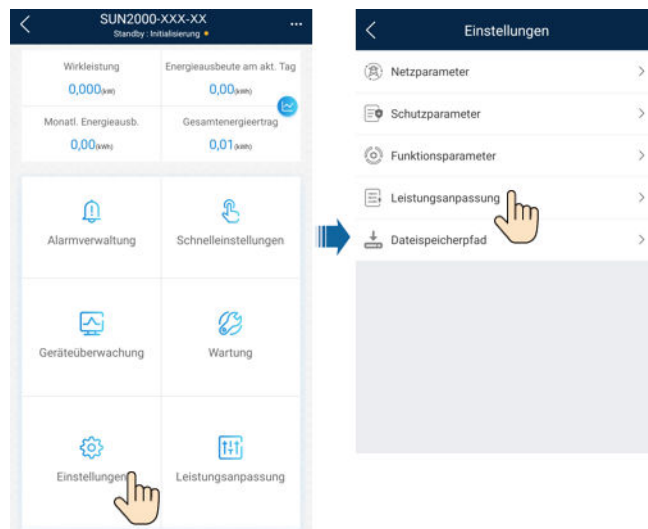 SUN2000-XXX-XX
Standby : Initialisierung
Wirkleistung
0,000(kW)
Energieausbeute am akt. Tag
0,00(kWh)
Monatl. Energieausb.
0,00(kWh)
Gesamtenergieertrag
0,01(kWh)
Alarmverwaltung
Schnelleinstellungen
Geräteüberwachung
Wartung
Einstellungen
Leistungsanpassung
Einstellungen
Netzparameter
Schutzparameter
Funktionsparameter
Leistungsanpassung
Dateispeicherpfad